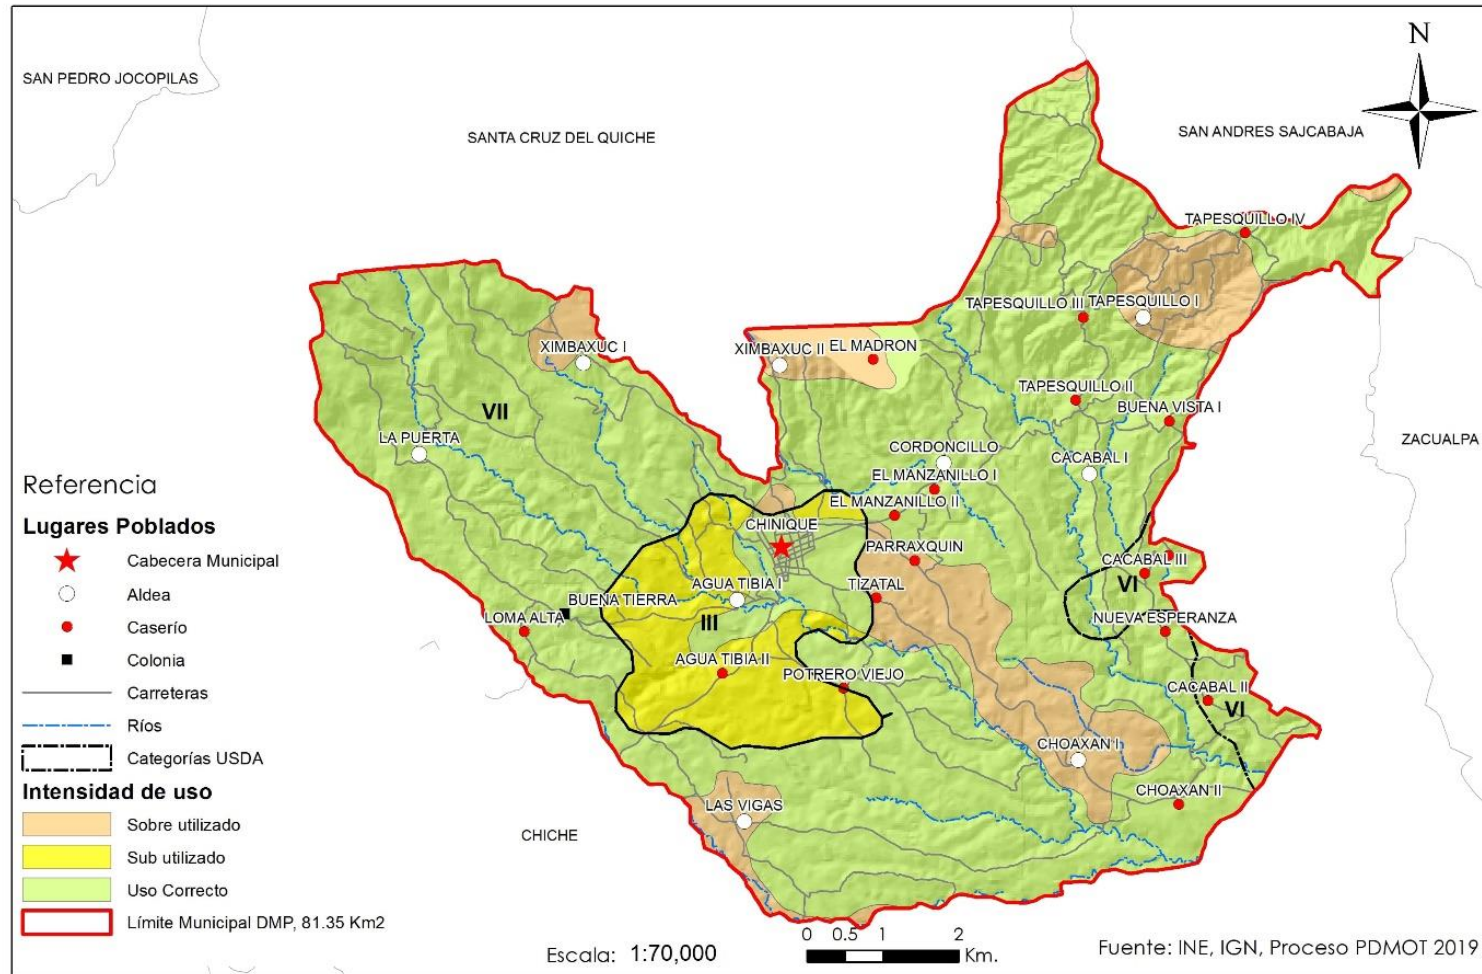 N
SAN PEDRO JOCOPILAS
SANTA CRUZ DEL QUICHE
SAN ANDRES SAJCABAJA
TAPESQUILLO IV
TAPESQUILLO III
TAPESQUILLO I
XIMBAXUC I
XIMBAXUC II
EL MADRON
TAPESQUILLO II
BUENA VISTA I
VII
LA PUERTA
ZACUALPA
CORDONCILLO
CACABAL I
EL MANZANILLO I
EL MANZANILLO II
CHINIQUE
PARRAXQUIN
CACABAL III
VI
AGUA TIBIA I
TIZATAL
BUENA TIERRA
LOMA ALTA
III
NUEVA ESPERANZA
AGUA TIBIA II
POTRERO VIEJO
CACABAL II
VI
CHOAXAN I
CHOAXAN II
LAS VIGAS
CHICHE
Referencia
Lugares Poblados
Cabecera Municipal
Aldea
Caserío
Colonia
Carreteras
Ríos
Categorías USDA
Intensidad de uso
Sobre utilizado
Sub utilizado
Uso Correcto
Límite Municipal DMP, 81.35 Km2
Escala: 1:70,000
0 0.5 1 2
Km.
Fuente: INE, IGN, Proceso PDMOT 2019